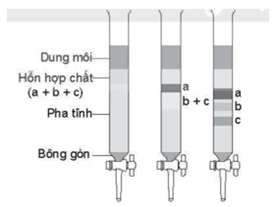 Dung môi
Hỗn hợp chất
(a + b + c)
Pha tĩnh
Bông gòn
a
b + c
a
b
c